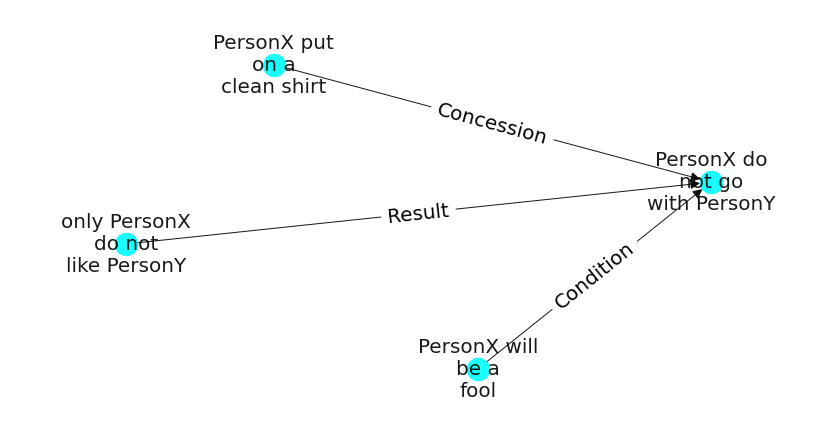 PersonX put
on a
clean shirt
Concession
PersonX do
not go
with PersonY
Result
only PersonX
do not
like PersonY
Condition
PersonX will
be a
fool